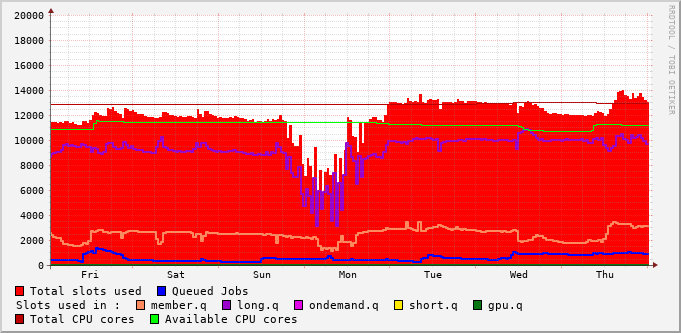 RRDTOOL / TOBI OETIKER
20000
18000
16000
14000
12000
10000
8000
6000
4000
2000
0
Fri Sat Sun Mon Tue Wed Thu
Total slots used Queued Jobs
Slots used in : member.q long.q ondemand.q short.q gpu.q
Total CPU cores Available CPU cores